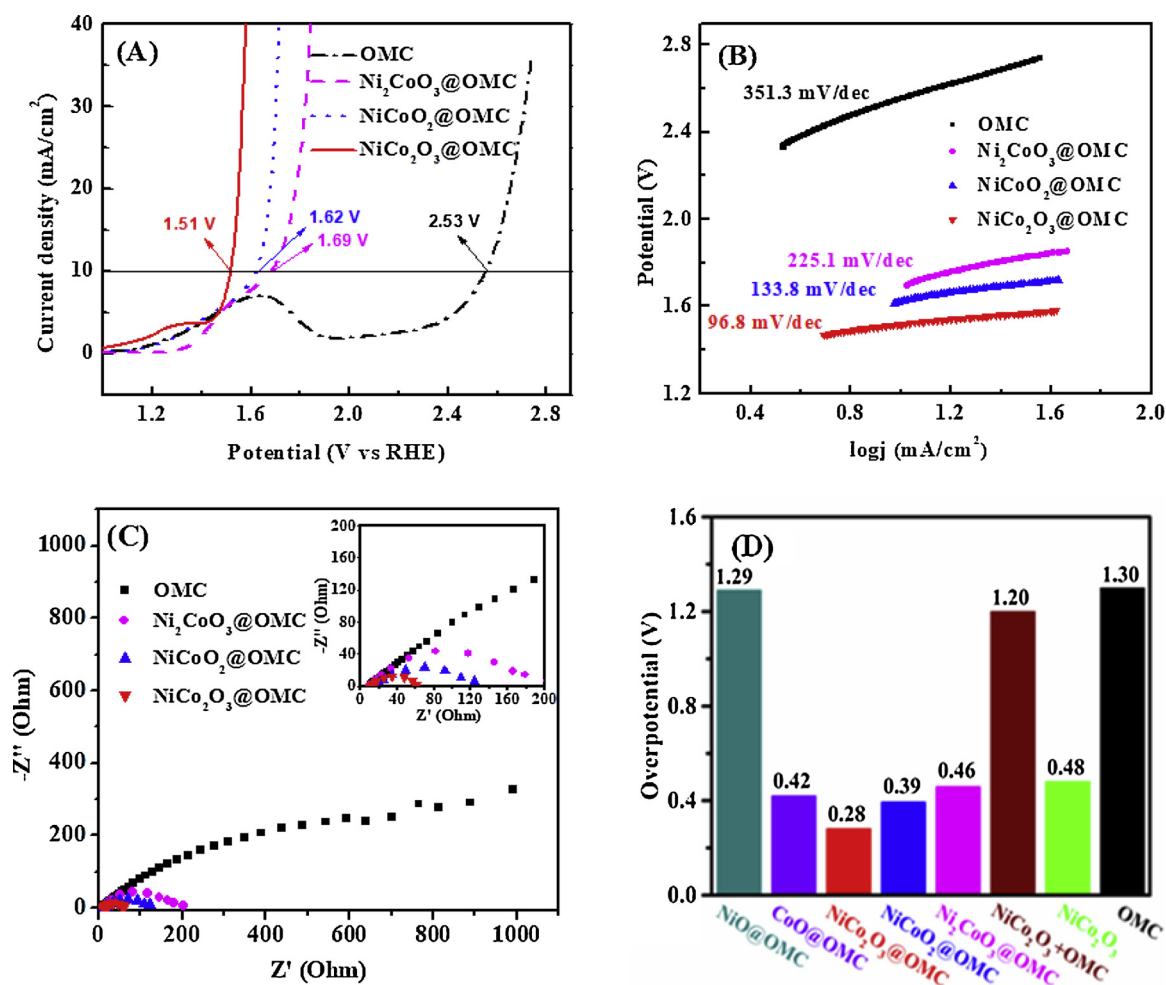 (A)
40
30
20
10
0
Current density (mA/cm²)
OMC
Ni₂CoO₃@OMC
NiCoO₂@OMC
NiCo₂O₃@OMC
1.51 V
1.62 V
1.69 V
2.53 V
1.2 1.6 2.0 2.4 2.8
Potential (V vs RHE)
(B)
2.8
2.4
2.0
1.6
1.2
Potential (V)
351.3 mV/dec
OMC
Ni₂CoO₃@OMC
NiCoO₂@OMC
NiCo₂O₃@OMC
225.1 mV/dec
133.8 mV/dec
96.8 mV/dec
0.4 0.8 1.2 1.6 2.0
logj (mA/cm²)
(C)
1000
800
600
400
200
0
-Z'' (Ohm)
OMC
Ni₂CoO₃@OMC
NiCoO₂@OMC
NiCo₂O₃@OMC
200
160
120
80
40
0
-Z'' (Ohm)
0 40 80 120 160 200
Z' (Ohm)
0 200 400 600 800 1000
Z' (Ohm)
(D)
1.6
1.2
0.8
0.4
0.0
Overpotential (V)
1.29
0.42
0.28
0.39
0.46
1.20
0.48
1.30
NiO@OMC
CoO@OMC
NiCo₂O₃@OMC
NiCoO₂@OMC
Ni₂CoO₃@OMC
NiCo₂O₃+OMC
NiCo₂O₃
OMC